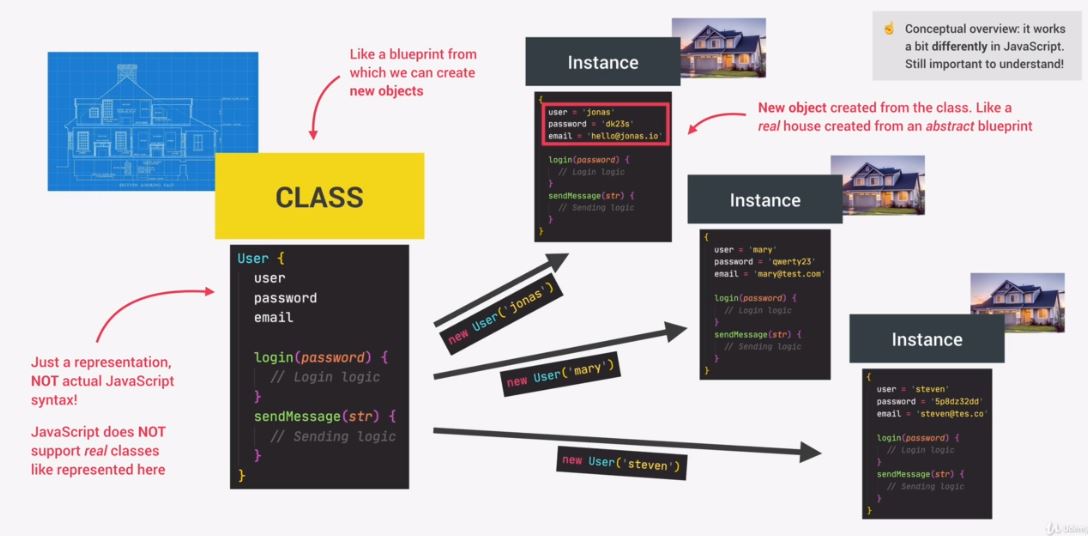 ☝️ Conceptual overview: it works
a bit differently in JavaScript.
Still important to understand!
Like a blueprint from
which we can create
new objects
CLASS
User {
user
password
email
login(password) {
// Login logic
}
sendMessage(str) {
// Sending logic
}
}
Just a representation,
NOT actual JavaScript
syntax!
JavaScript does NOT
support real classes
like represented here
new User('jonas')
new User('mary')
new User('steven')
Instance
{
user = 'jonas'
password = 'dk23s'
email = 'hello@jonas.io'
login(password) {
// Login logic
}
sendMessage(str) {
// Sending logic
}
}
New object created from the class. Like a
real house created from an abstract blueprint
Instance
{
user = 'mary'
password = 'qwerty23'
email = 'mary@test.com'
login(password) {
// Login logic
}
sendMessage(str) {
// Sending logic
}
}
Instance
{
user = 'steven'
password = '5p8dz32dd'
email = 'steven@tes.co'
login(password) {
// Login logic
}
sendMessage(str) {
// Sending logic
}
}